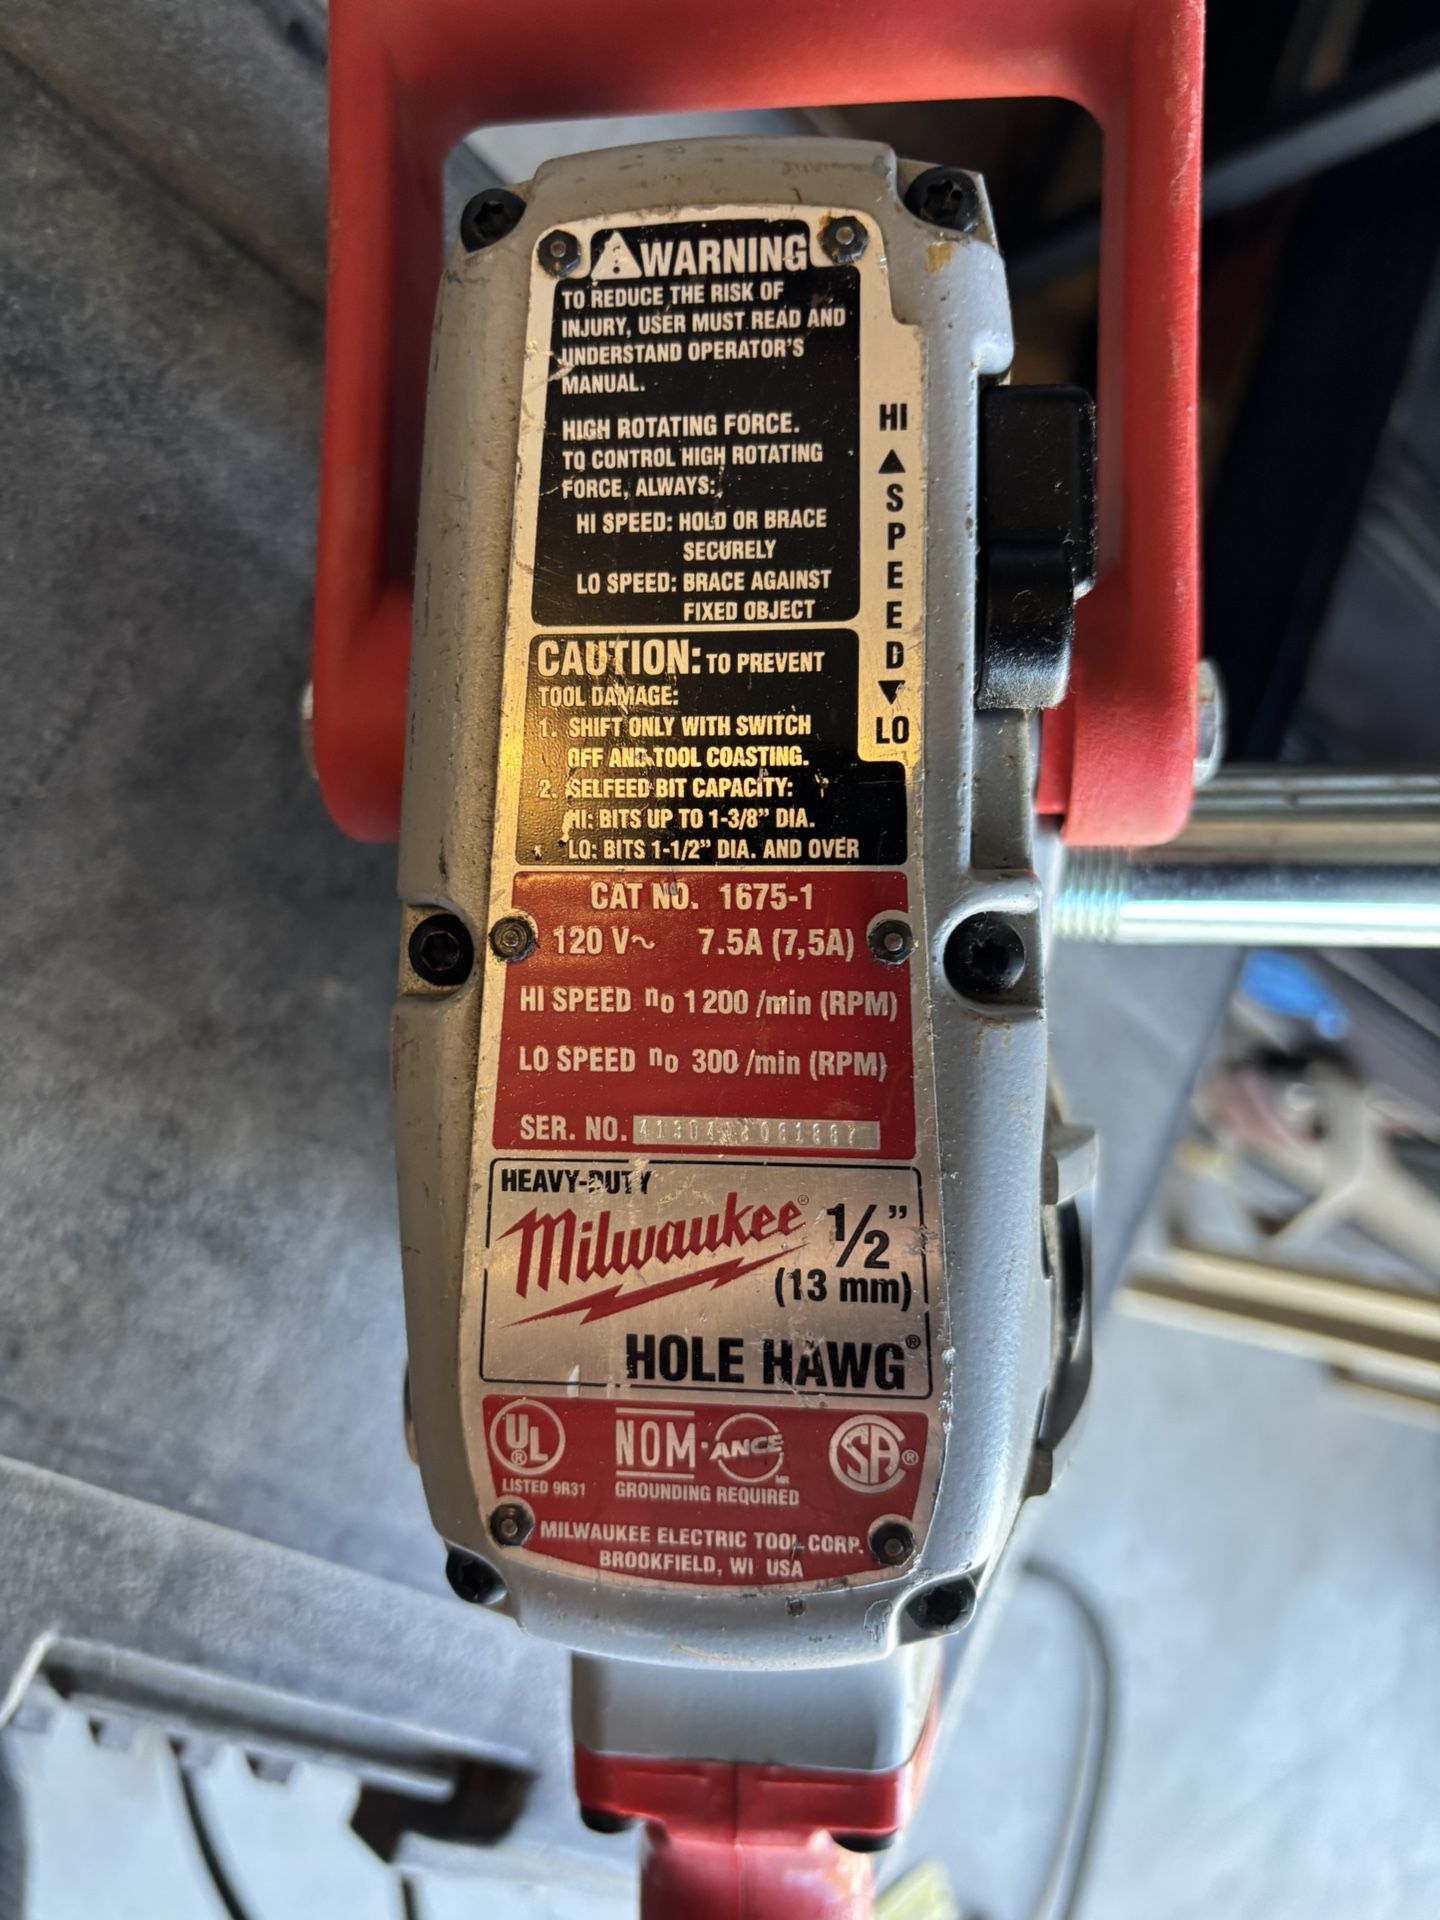 WARNING
TO REDUCE THE RISK OF
INJURY, USER MUST READ AND
UNDERSTAND OPERATOR'S
MANUAL.
HIGH ROTATING FORCE.
TO CONTROL HIGH ROTATING
FORCE, ALWAYS:
HI SPEED: HOLD OR BRACE
SECURELY
LO SPEED: BRACE AGAINST
FIXED OBJECT
HI
▲
SPEED
▼
LO
CAUTION: TO PREVENT
TOOL DAMAGE:
1. SHIFT ONLY WITH SWITCH
OFF AND TOOL COASTING.
2. SELFEED BIT CAPACITY:
HI: BITS UP TO 1-3/8" DIA.
LO: BITS 1-1/2" DIA. AND OVER
CAT NO. 1675-1
120 V~ 7.5A (7,5A)
HI SPEED no 1200 /min (RPM)
LO SPEED no 300 /min (RPM)
SER. NO.
HEAVY-DUTY
Milwaukee® 1/2"
(13 mm)
HOLE HAWG®
UL® NOM-ANCE SA®
LISTED 9R31 GROUNDING REQUIRED
MILWAUKEE ELECTRIC TOOL CORP.
BROOKFIELD, WI USA